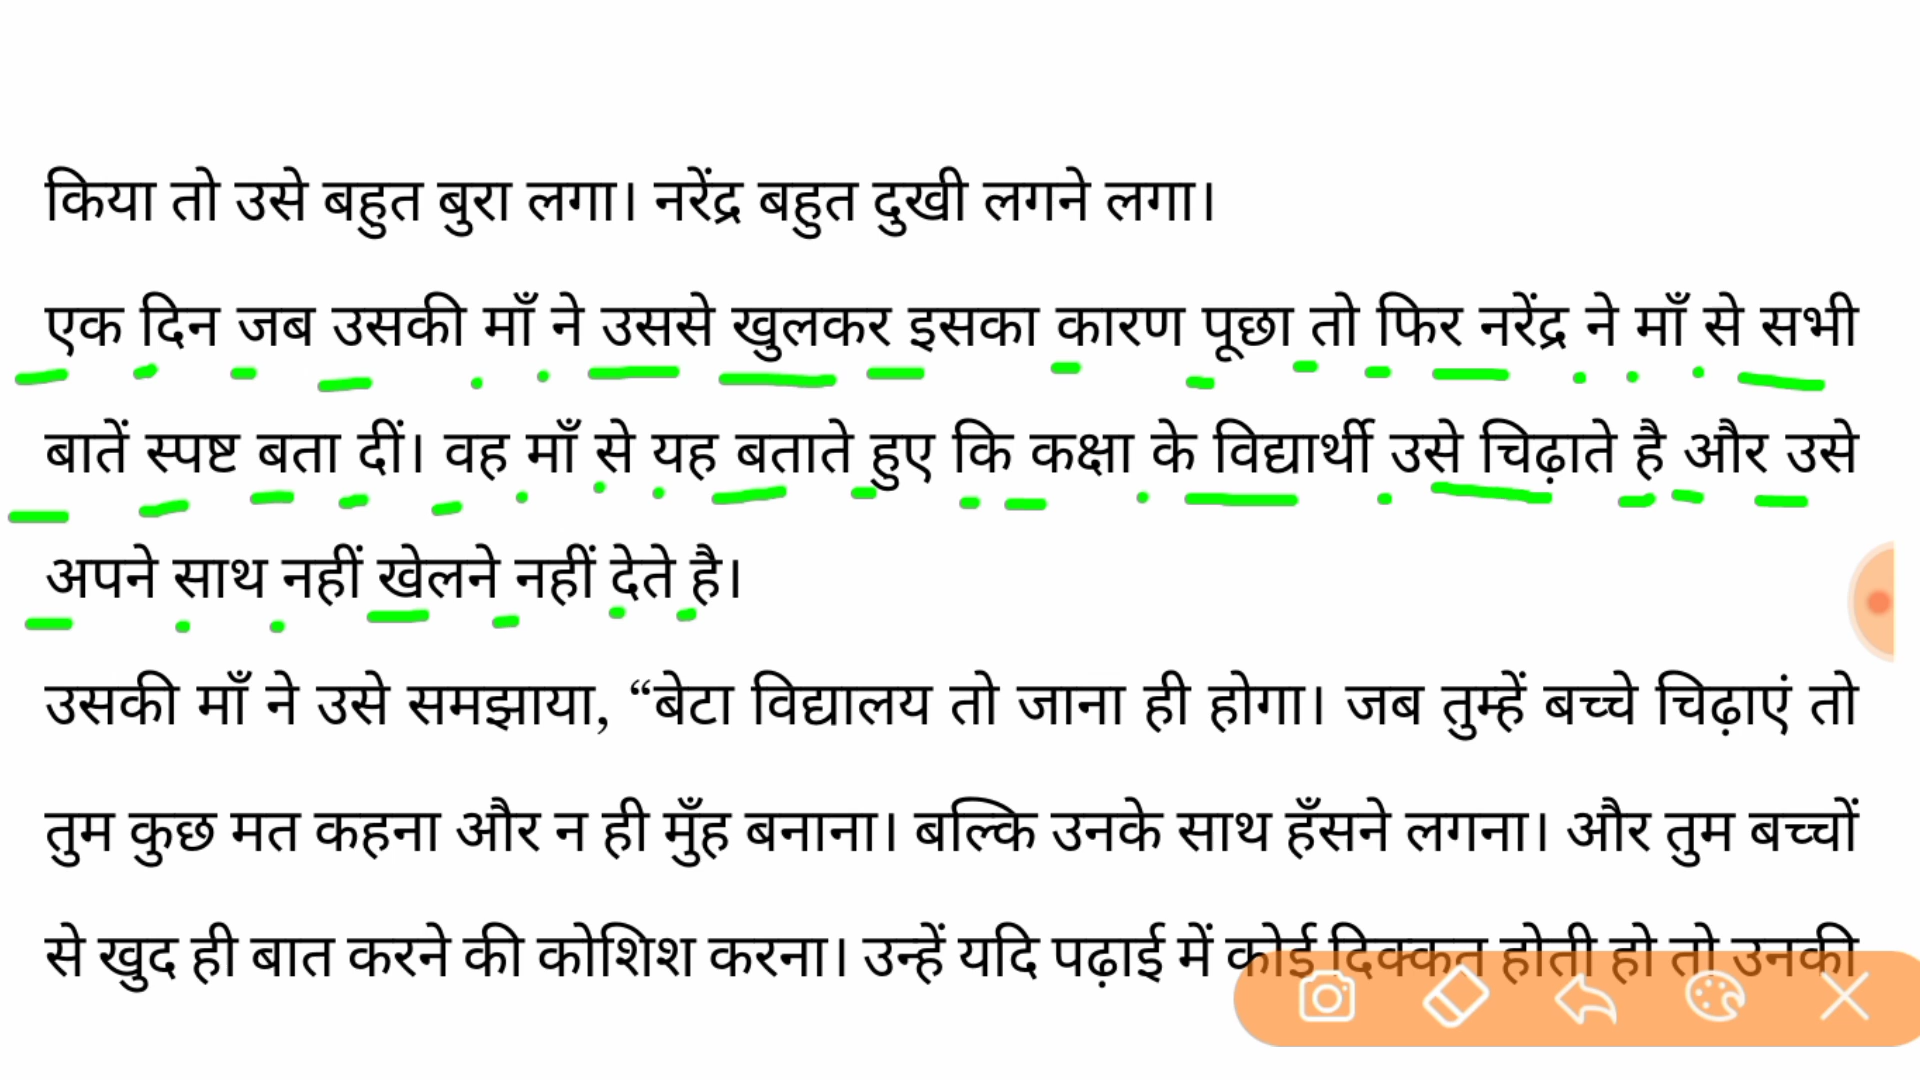 किया तो उसे बहुत बुरा लगा। नरेंद्र बहुत दुखी लगने लगा।
एक दिन जब उसकी माँ ने उससे खुलकर इसका कारण पूछा तो फिर नरेंद्र ने माँ से सभी
बातें स्पष्ट बता दीं। वह माँ से यह बताते हुए कि कक्षा के विद्यार्थी उसे चिढ़ाते है और उसे
अपने साथ नहीं खेलने नहीं देते है।
उसकी माँ ने उसे समझाया, “बेटा विद्यालय तो जाना ही होगा। जब तुम्हें बच्चे चिढ़ाएं तो
तुम कुछ मत कहना और न ही मुँह बनाना। बल्कि उनके साथ हँसने लगना। और तुम बच्चों
से खुद ही बात करने की कोशिश करना। उन्हें यदि पढ़ाई में कोई दिक्कत होती हो तो उनकी